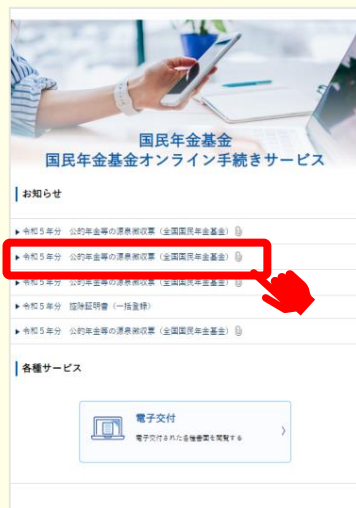 国民年金基金
国民年金基金オンライン手続きサービス
お知らせ
令和5年分 公的年金等の源泉徴収票（全国国民年金基金）
令和5年分 公的年金等の源泉徴収票（全国国民年金基金）
令和5年分 公的年金等の源泉徴収票（全国国民年金基金）
令和5年分 控除証明書（一括登録）
令和5年分 公的年金等の源泉徴収票（全国国民年金基金）
各種サービス
電子交付
電子交付された各種書面を閲覧する